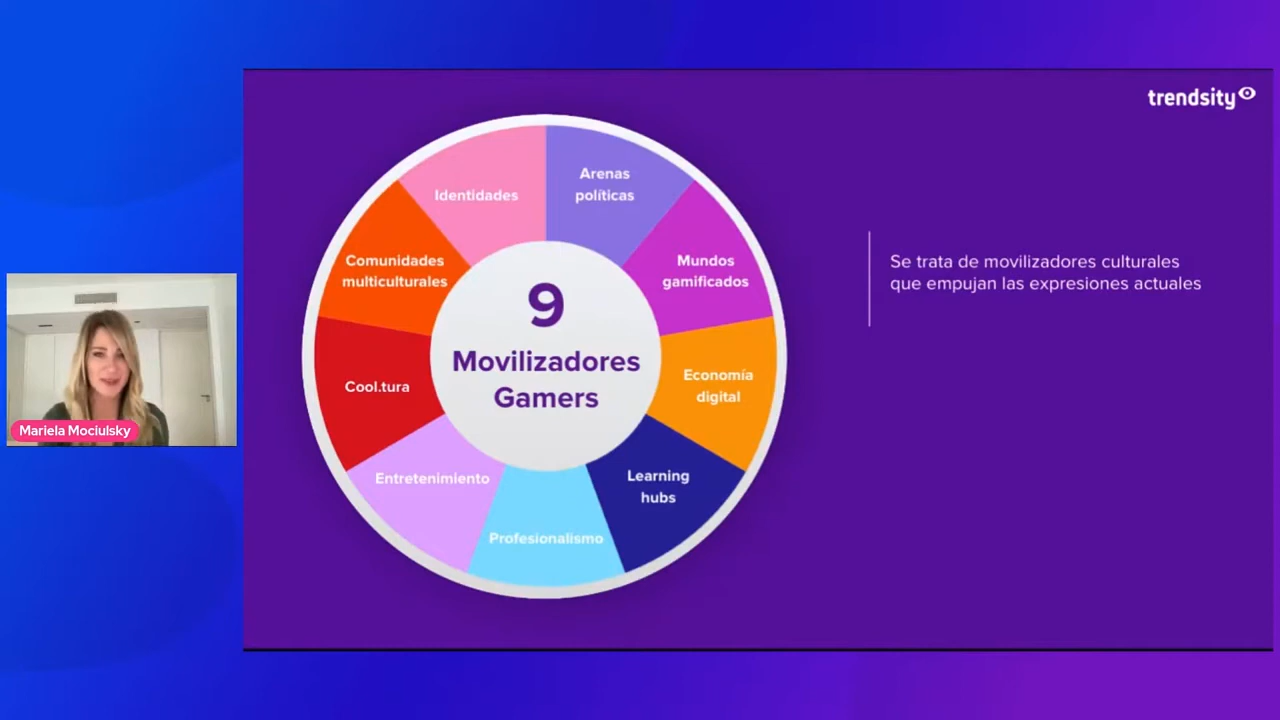 trendsity
Identidades
Arenas
políticas
Comunidades
multiculturales
Mundos
gamificados
9
Movilizadores
Gamers
Cool.tura
Economía
digital
Entretenimiento
Learning
hubs
Profesionalismo
Se trata de movilizadores culturales
que empujan las expresiones actuales
Mariela Mociulsky